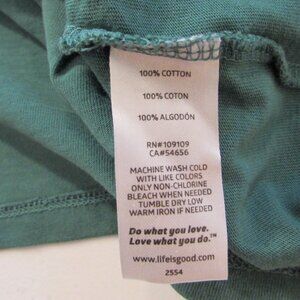 100% COTTON
100% COTON
100% ALGODÓN
RN#109109
CA#54656
MACHINE WASH COLD
WITH LIKE COLORS
ONLY NON-CHLORINE
BLEACH WHEN NEEDED
TUMBLE DRY LOW
WARM IRON IF NEEDED
Do what you love.
Love what you do.™
www.lifeisgood.com
2554